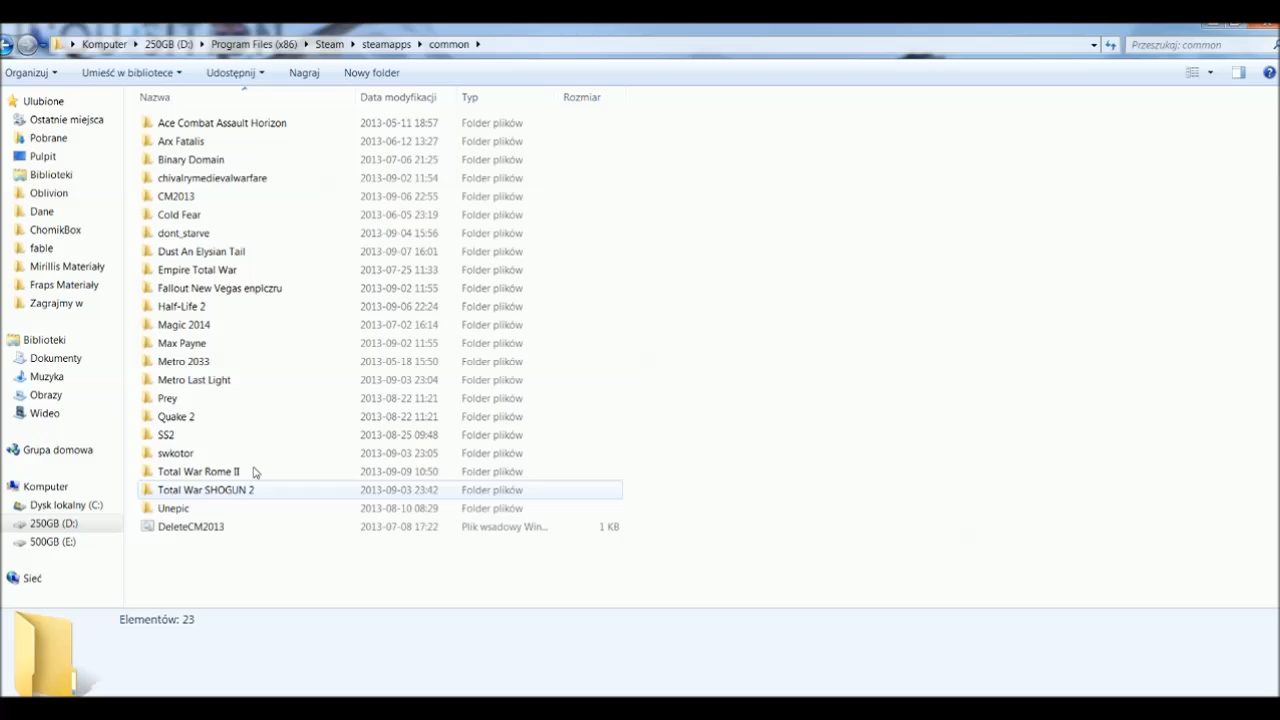 Komputer 250GB (D:) Program Files (x86) Steam steamapps common
Przeszukaj: common
Organizuj Umieść w bibliotece Udostępnij Nagraj Nowy folder
Nazwa Data modyfikacji Typ Rozmiar
Ulubione
Ostatnie miejsca
Pobrane
Pulpit
Biblioteki
Oblivion
Dane
ChomikBox
fable
Mirillis Materiały
Fraps Materiały
Zagrajmy w
Biblioteki
Dokumenty
Muzyka
Obrazy
Wideo
Grupa domowa
Komputer
Dysk lokalny (C:)
250GB (D:)
500GB (E:)
Sieć
Ace Combat Assault Horizon 2013-05-11 18:57 Folder plików
Arx Fatalis 2013-06-12 13:27 Folder plików
Binary Domain 2013-07-06 21:25 Folder plików
chivalrymedievalwarfare 2013-09-02 11:54 Folder plików
CM2013 2013-09-06 22:55 Folder plików
Cold Fear 2013-06-05 23:19 Folder plików
dont_starve 2013-09-04 15:56 Folder plików
Dust An Elysian Tail 2013-09-07 16:01 Folder plików
Empire Total War 2013-07-25 11:33 Folder plików
Fallout New Vegas enplczru 2013-09-02 11:55 Folder plików
Half-Life 2 2013-09-06 22:24 Folder plików
Magic 2014 2013-07-02 16:14 Folder plików
Max Payne 2013-09-02 11:55 Folder plików
Metro 2033 2013-05-18 15:50 Folder plików
Metro Last Light 2013-09-03 23:04 Folder plików
Prey 2013-08-22 11:21 Folder plików
Quake 2 2013-08-22 11:21 Folder plików
SS2 2013-08-25 09:48 Folder plików
swkotor 2013-09-03 23:05 Folder plików
Total War Rome II 2013-09-09 10:50 Folder plików
Total War SHOGUN 2 2013-09-03 23:42 Folder plików
Unepic 2013-08-10 08:29 Folder plików
DeleteCM2013 2013-07-08 17:22 Plik wsadowy Win... 1 KB
Elementów: 23